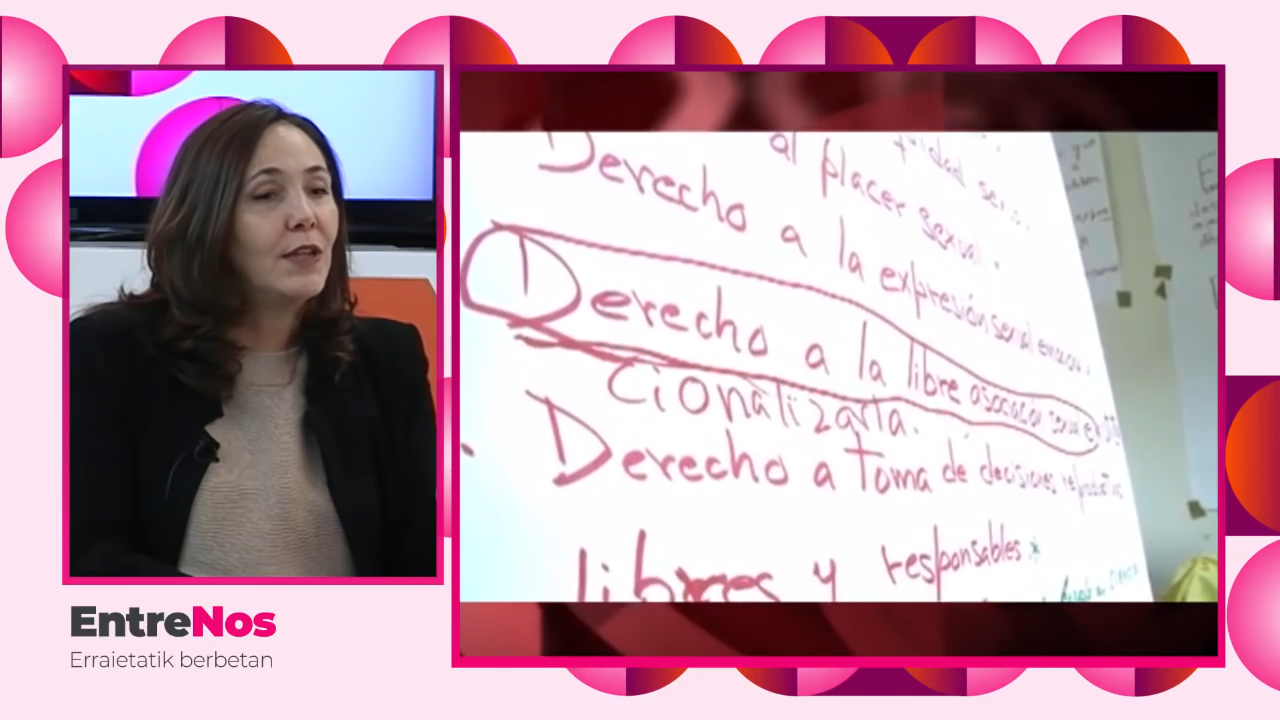 al placer sexual.
Derecho a la expresión sexual
Derecho a la libre asociación sexual e
cionalizarla.
Derecho a toma de decisiones
libres y responsables
EntreNos
Erraietatik berbetan